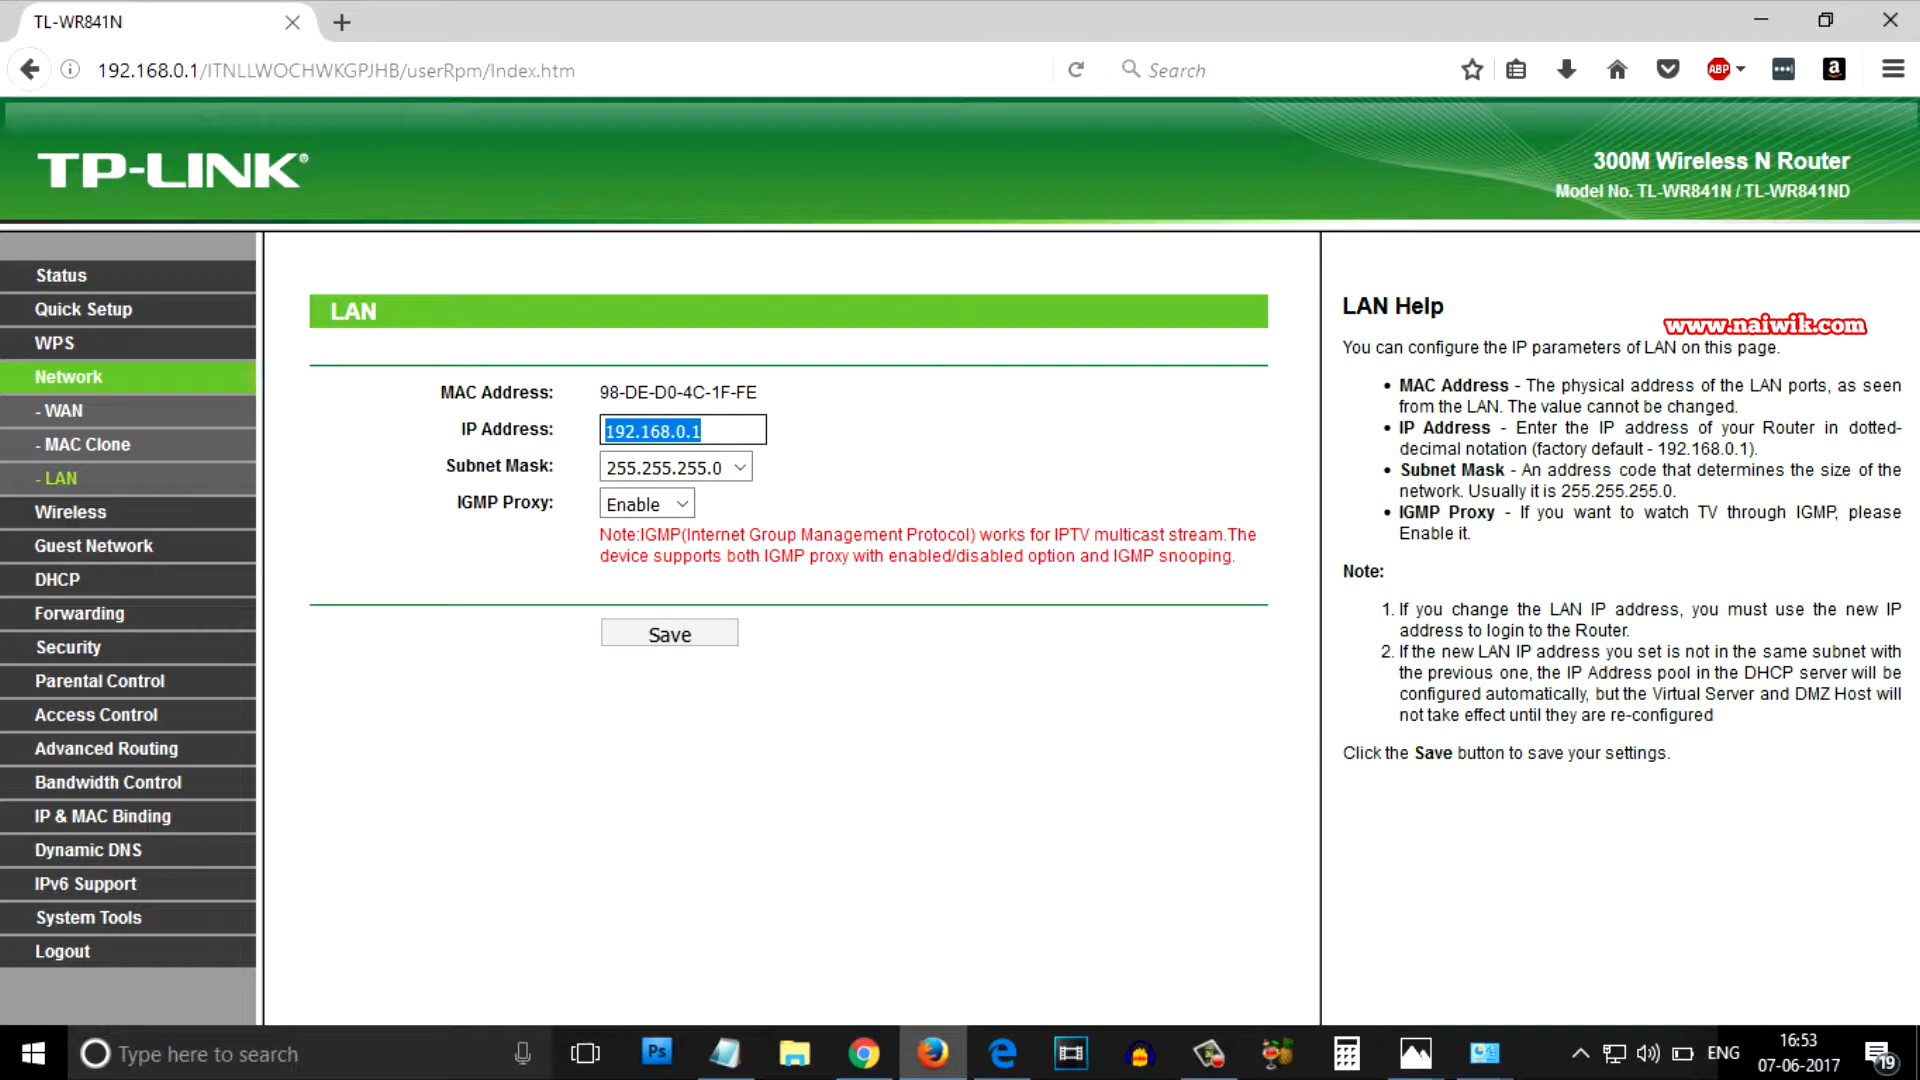 TL-WR841N
192.168.0.1/ITNLLWOCHWKGPJHB/userRpm/Index.htm
Search
ABP
a
TP-LINK®
300M Wireless N Router
Model No. TL-WR841N / TL-WR841ND
Status
Quick Setup
WPS
Network
- WAN
- MAC Clone
- LAN
Wireless
Guest Network
DHCP
Forwarding
Security
Parental Control
Access Control
Advanced Routing
Bandwidth Control
IP & MAC Binding
Dynamic DNS
IPv6 Support
System Tools
Logout
LAN
MAC Address: 98-DE-D0-4C-1F-FE
IP Address: 192.168.0.1
Subnet Mask: 255.255.255.0
IGMP Proxy: Enable
Note:IGMP(Internet Group Management Protocol) works for IPTV multicast stream.The
device supports both IGMP proxy with enabled/disabled option and IGMP snooping.
Save
LAN Help
www.naiwik.com
You can configure the IP parameters of LAN on this page.
• MAC Address - The physical address of the LAN ports, as seen
from the LAN. The value cannot be changed.
• IP Address - Enter the IP address of your Router in dotted-
decimal notation (factory default - 192.168.0.1).
• Subnet Mask - An address code that determines the size of the
network. Usually it is 255.255.255.0.
• IGMP Proxy - If you want to watch TV through IGMP, please
Enable it.
Note:
1. If you change the LAN IP address, you must use the new IP
address to login to the Router.
2. If the new LAN IP address you set is not in the same subnet with
the previous one, the IP Address pool in the DHCP server will be
configured automatically, but the Virtual Server and DMZ Host will
not take effect until they are re-configured
Click the Save button to save your settings.
Type here to search
Ps
ENG
16:53
07-06-2017
19